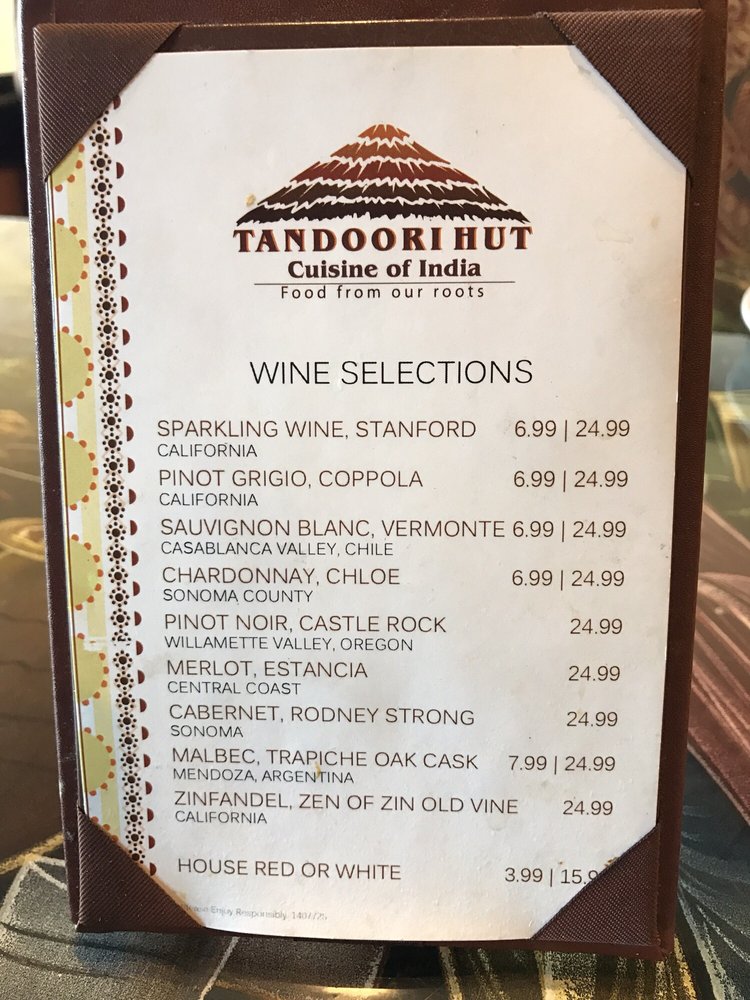 TANDOORI HUT
Cuisine of India
Food from our roots
WINE SELECTIONS
SPARKLING WINE, STANFORD 6.99 | 24.99
CALIFORNIA
PINOT GRIGIO, COPPOLA 6.99 | 24.99
CALIFORNIA
SAUVIGNON BLANC, VERMONTE 6.99 | 24.99
CASABLANCA VALLEY, CHILE
CHARDONNAY, CHLOE 6.99 | 24.99
SONOMA COUNTY
PINOT NOIR, CASTLE ROCK 24.99
WILLAMETTE VALLEY, OREGON
MERLOT, ESTANCIA 24.99
CENTRAL COAST
CABERNET, RODNEY STRONG 24.99
SONOMA
MALBEC, TRAPICHE OAK CASK 7.99 | 24.99
MENDOZA, ARGENTINA
ZINFANDEL, ZEN OF ZIN OLD VINE 24.99
CALIFORNIA
HOUSE RED OR WHITE 3.99 |
Enjoy Responsibly